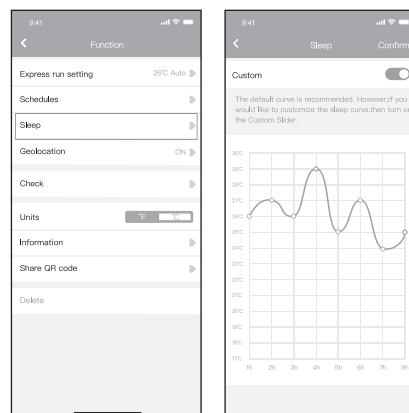 9:41
Function
Express run setting 26°C Auto
Schedules
Sleep
Geolocation ON
Check
Units °F °C
Information
Share QR code
Delete
9:41
Sleep Confirm
Custom
The default curve is recommended. However,if you
would like to customize the sleep curve.then turn on
the Custom Slider.
30°C
29°C
28°C
27°C
26°C
25°C
24°C
23°C
22°C
21°C
20°C
19°C
18°C
17°C
1h 2h 3h 4h 5h 6h 7h 8h